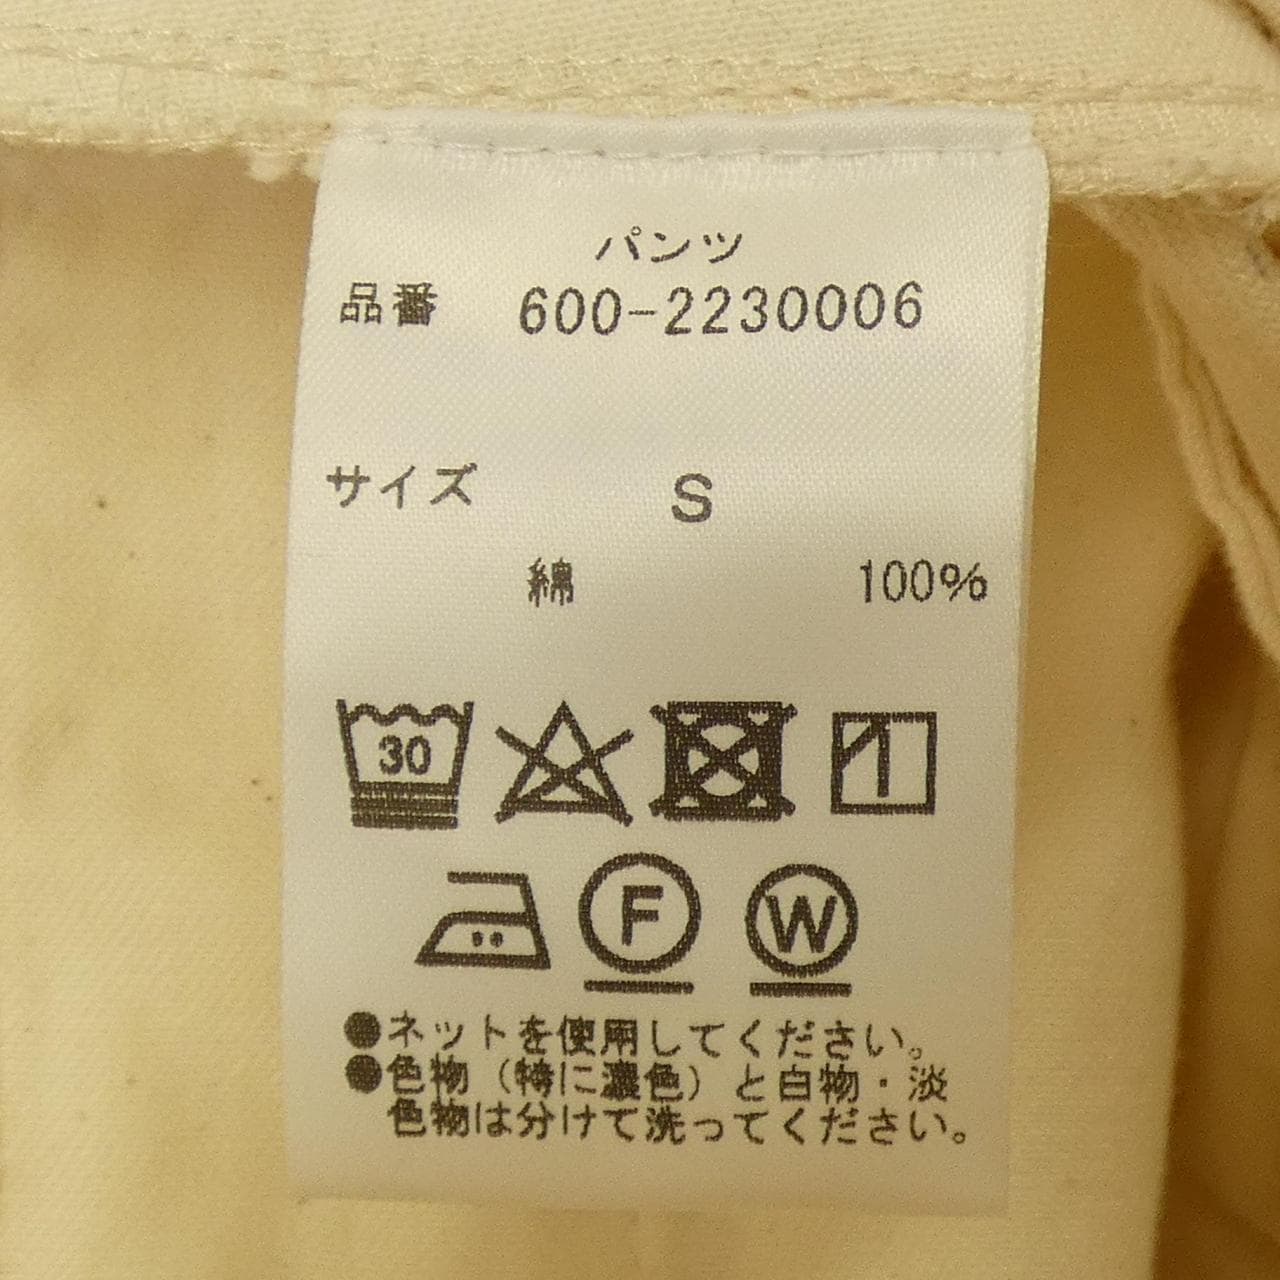 パンツ
品番 600-2230006
サイズ S
綿 100%
30
F W
●ネットを使用してください。
●色物（特に濃色）と白物・淡
色物は分けて洗ってください。